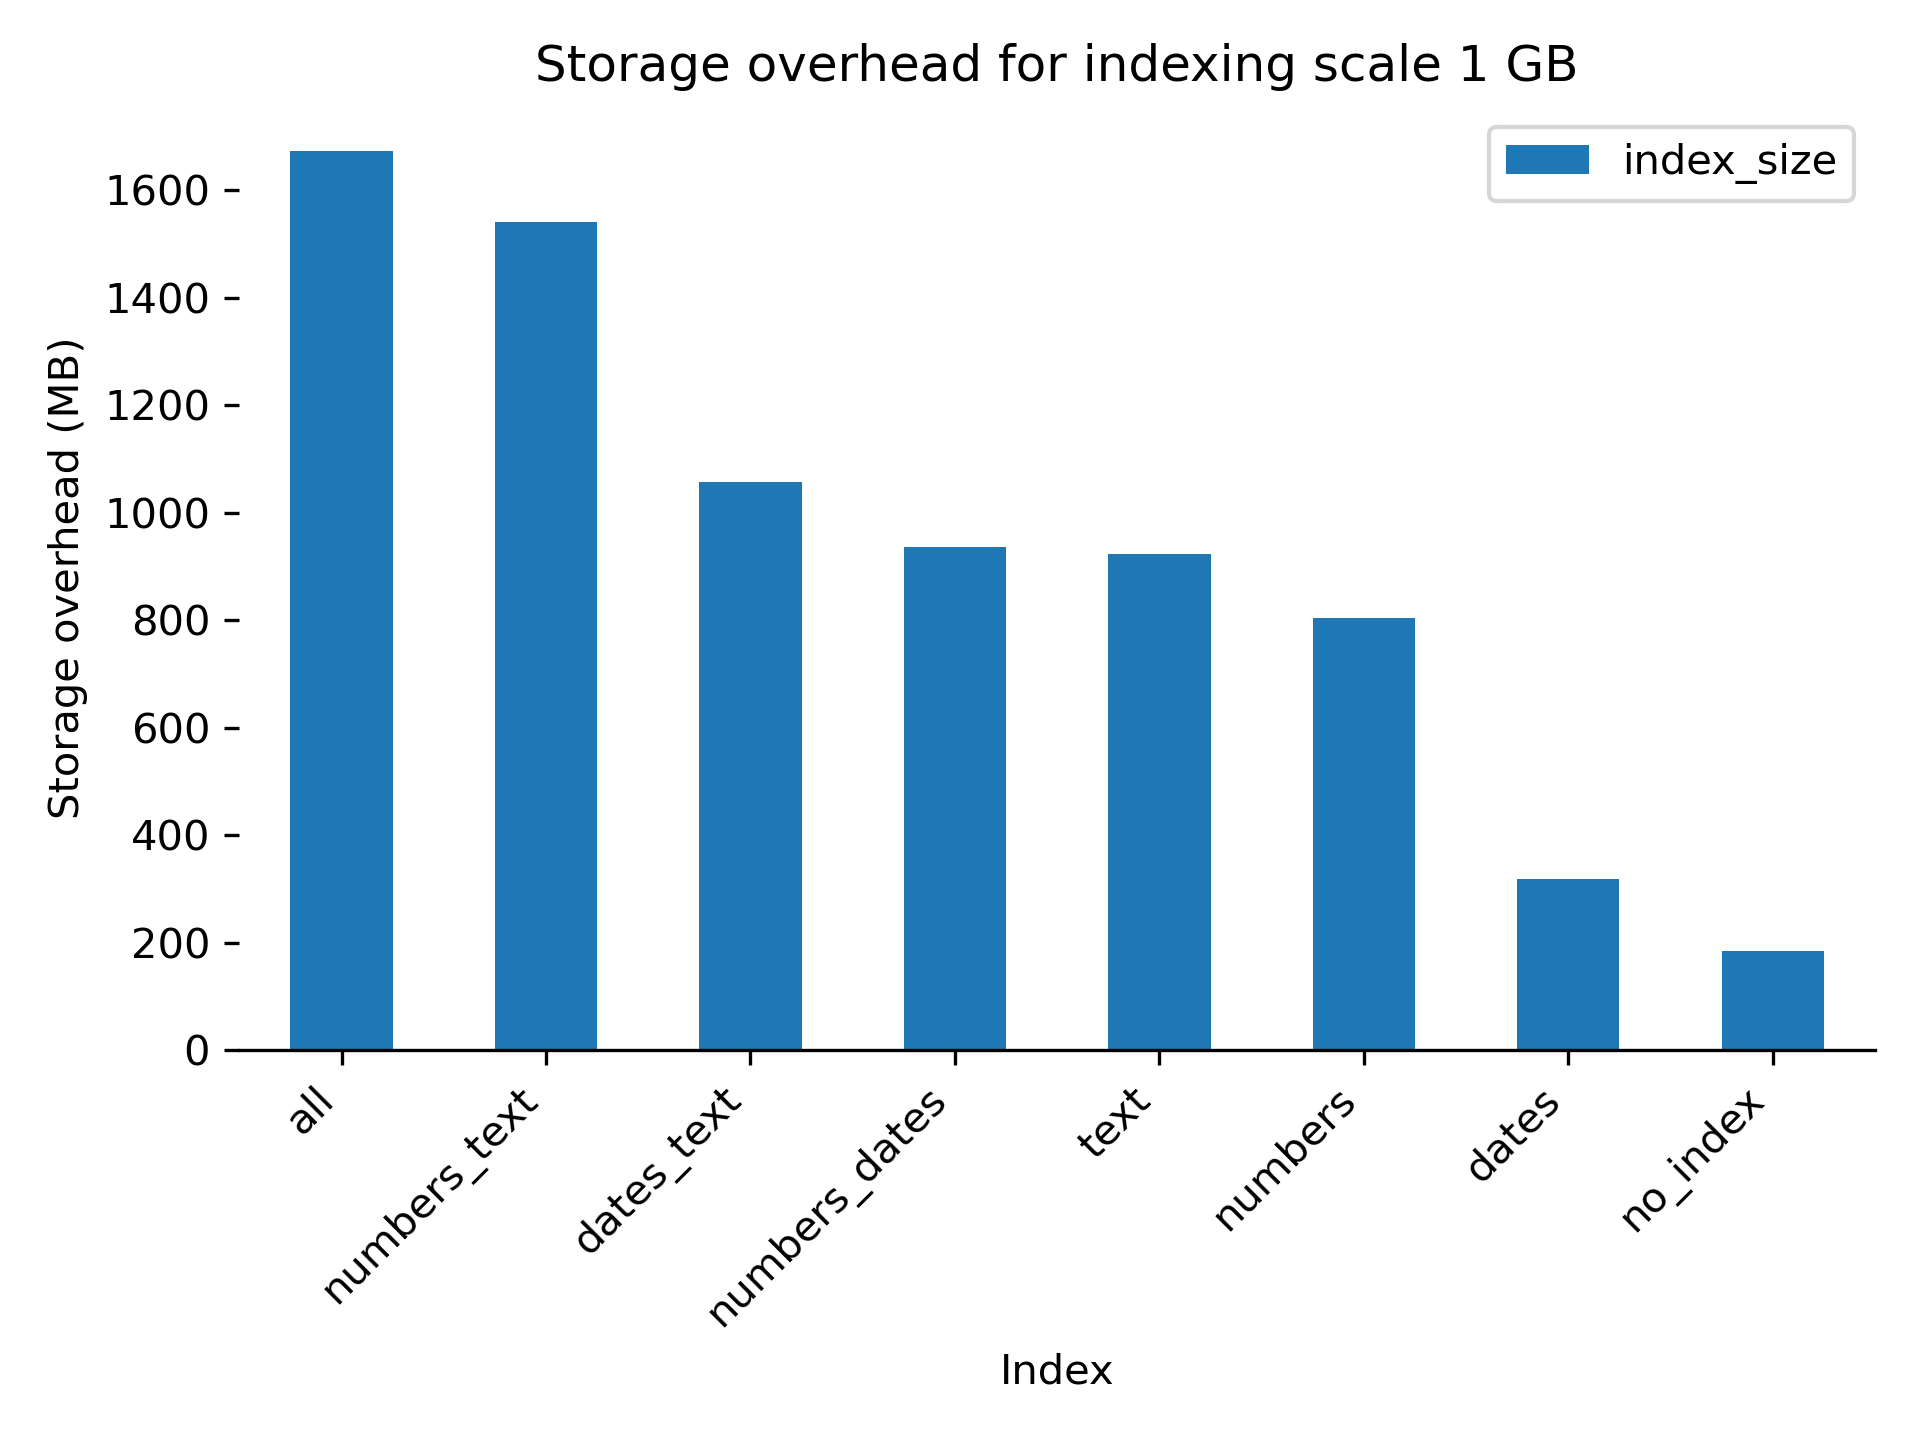 Storage overhead for indexing scale 1 GB
index_size
Storage overhead (MB)
1600
1400
1200
1000
800
600
400
200
0
all
numbers_text
dates_text
numbers_dates
text
numbers
dates
no_index
Index